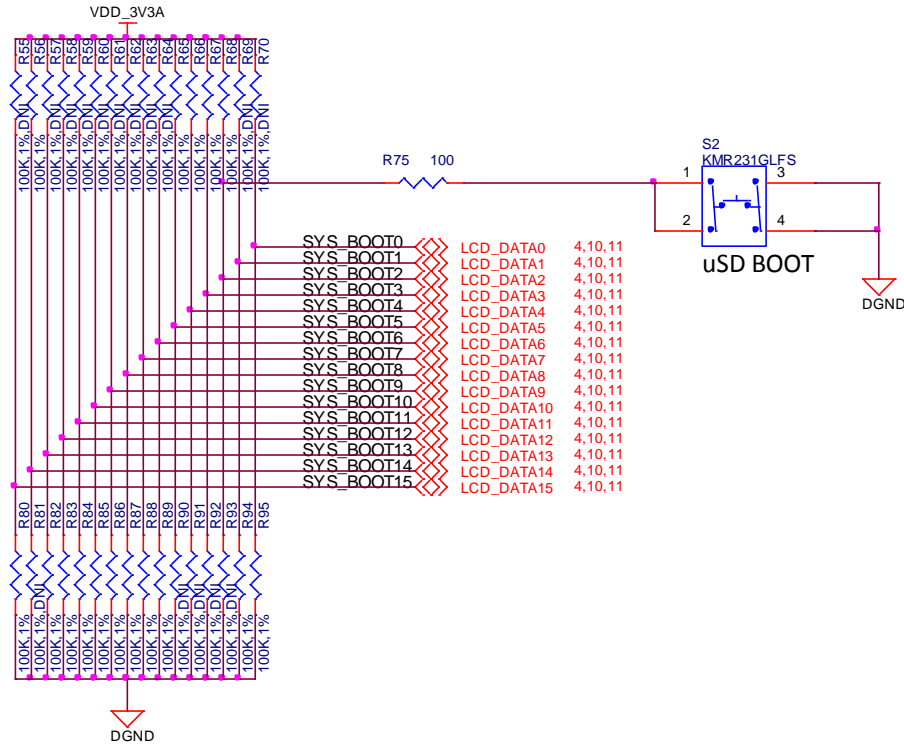 VDD_3V3A
R55
R56
R57
R58
R59
R60
R61
R62
R63
R64
R65
R66
R67
R68
R69
R70
100K,1%,DNI
100K,1%
100K,1%,DNI
100K,1%,DNI
100K,1%,DNI
100K,1%,DNI
100K,1%,DNI
100K,1%,DNI
100K,1%,DNI
100K,1%,DNI
100K,1%
100K,1%
100K,1%
100K,1%
100K,1%,DNI
100K,1%,DNI
R75 100
S2
KMR231GLFS
1 3
2 4
uSD BOOT
DGND
SYS_BOOT0 LCD_DATA0 4,10,11
SYS_BOOT1 LCD_DATA1 4,10,11
SYS_BOOT2 LCD_DATA2 4,10,11
SYS_BOOT3 LCD_DATA3 4,10,11
SYS_BOOT4 LCD_DATA4 4,10,11
SYS_BOOT5 LCD_DATA5 4,10,11
SYS_BOOT6 LCD_DATA6 4,10,11
SYS_BOOT7 LCD_DATA7 4,10,11
SYS_BOOT8 LCD_DATA8 4,10,11
SYS_BOOT9 LCD_DATA9 4,10,11
SYS_BOOT10 LCD_DATA10 4,10,11
SYS_BOOT11 LCD_DATA11 4,10,11
SYS_BOOT12 LCD_DATA12 4,10,11
SYS_BOOT13 LCD_DATA13 4,10,11
SYS_BOOT14 LCD_DATA14 4,10,11
SYS_BOOT15 LCD_DATA15 4,10,11
R80
R81
R82
R83
R84
R85
R86
R87
R88
R89
R90
R91
R92
R93
R94
R95
100K,1%
100K,1%,DNI
100K,1%
100K,1%
100K,1%
100K,1%
100K,1%
100K,1%
100K,1%
100K,1%
100K,1%,DNI
100K,1%,DNI
100K,1%,DNI
100K,1%,DNI
100K,1%
100K,1%
DGND